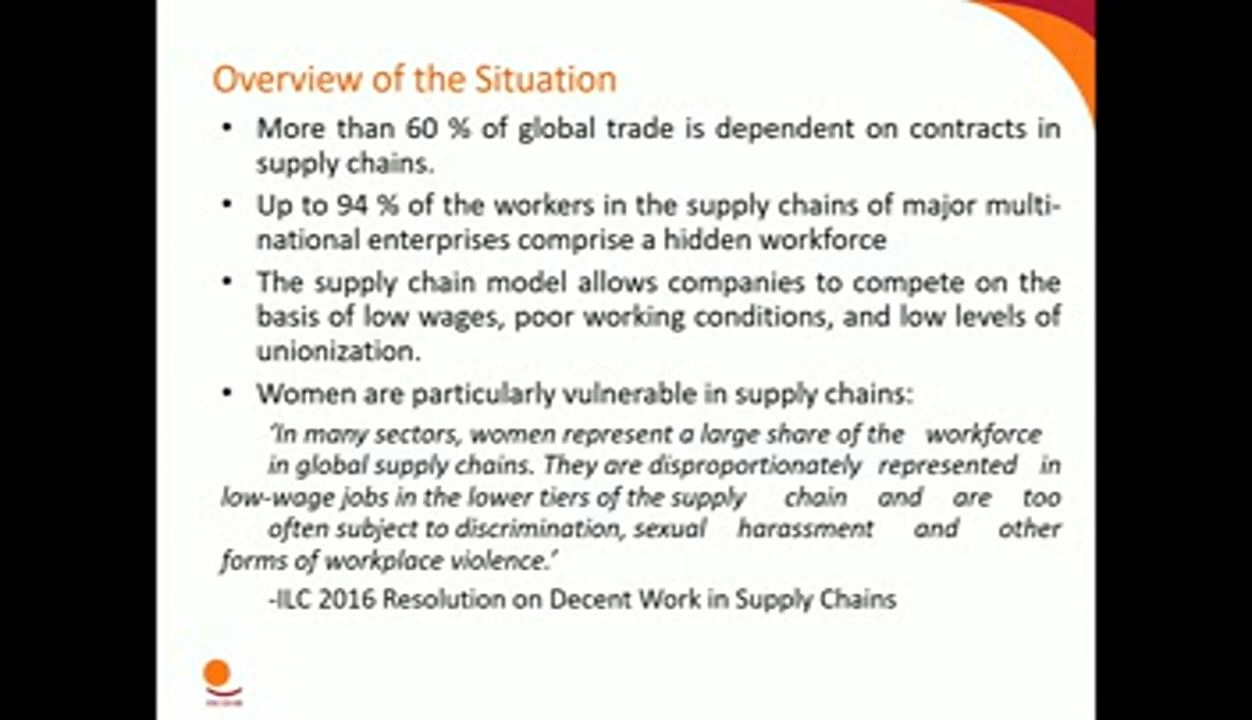 Overview of the Situation
• More than 60 % of global trade is dependent on contracts in
supply chains.
• Up to 94 % of the workers in the supply chains of major multi-
national enterprises comprise a hidden workforce
• The supply chain model allows companies to compete on the
basis of low wages, poor working conditions, and low levels of
unionization.
• Women are particularly vulnerable in supply chains:
‘In many sectors, women represent a large share of the workforce
in global supply chains. They are disproportionately represented in
low-wage jobs in the lower tiers of the supply chain and are too
often subject to discrimination, sexual harassment and other
forms of workplace violence.’
-ILC 2016 Resolution on Decent Work in Supply Chains